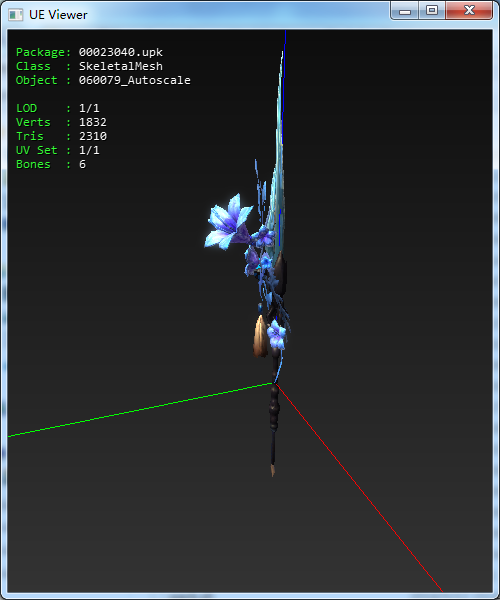 UE Viewer
Package: 00023040.upk
Class : SkeletalMesh
Object : 060079_Autoscale
LOD : 1/1
Verts : 1832
Tris : 2310
UV Set : 1/1
Bones : 6